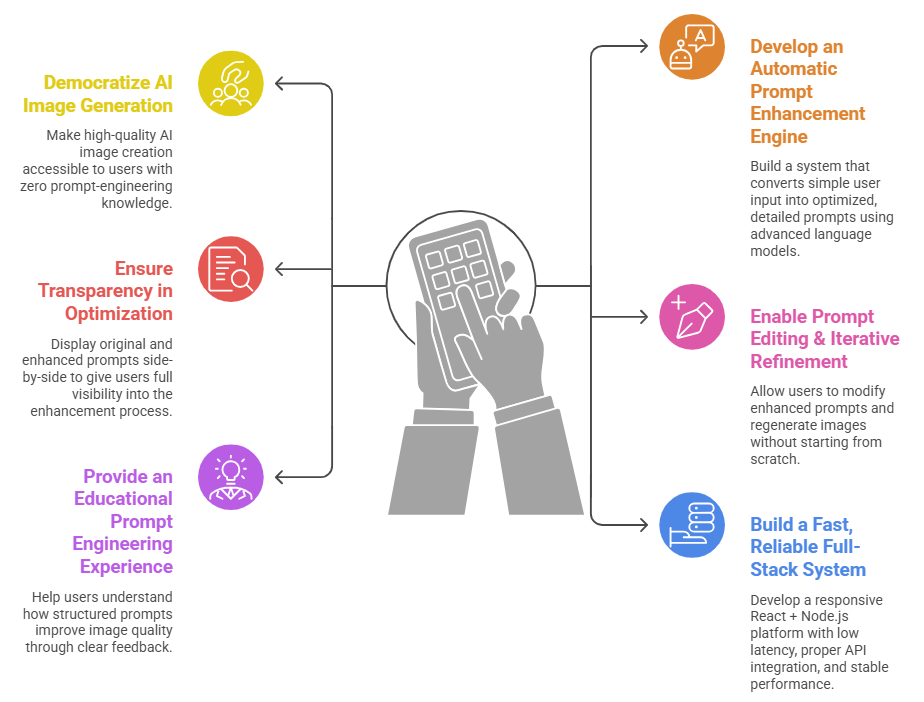 Democratize AI
Image Generation
Make high-quality AI
image creation
accessible to users with
zero prompt-engineering
knowledge.
Ensure
Transparency in
Optimization
Display original and
enhanced prompts side-
by-side to give users full
visibility into the
enhancement process.
Provide an
Educational
Prompt
Engineering
Experience
Help users understand
how structured prompts
improve image quality
through clear feedback.
A
Develop an
Automatic
Prompt
Enhancement
Engine
Build a system that
converts simple user
input into optimized,
detailed prompts using
advanced language
models.
Enable Prompt
Editing & Iterative
Refinement
Allow users to modify
enhanced prompts and
regenerate images
without starting from
scratch.
Build a Fast,
Reliable Full-
Stack System
Develop a responsive
React + Node.js
platform with low
latency, proper API
integration, and stable
performance.